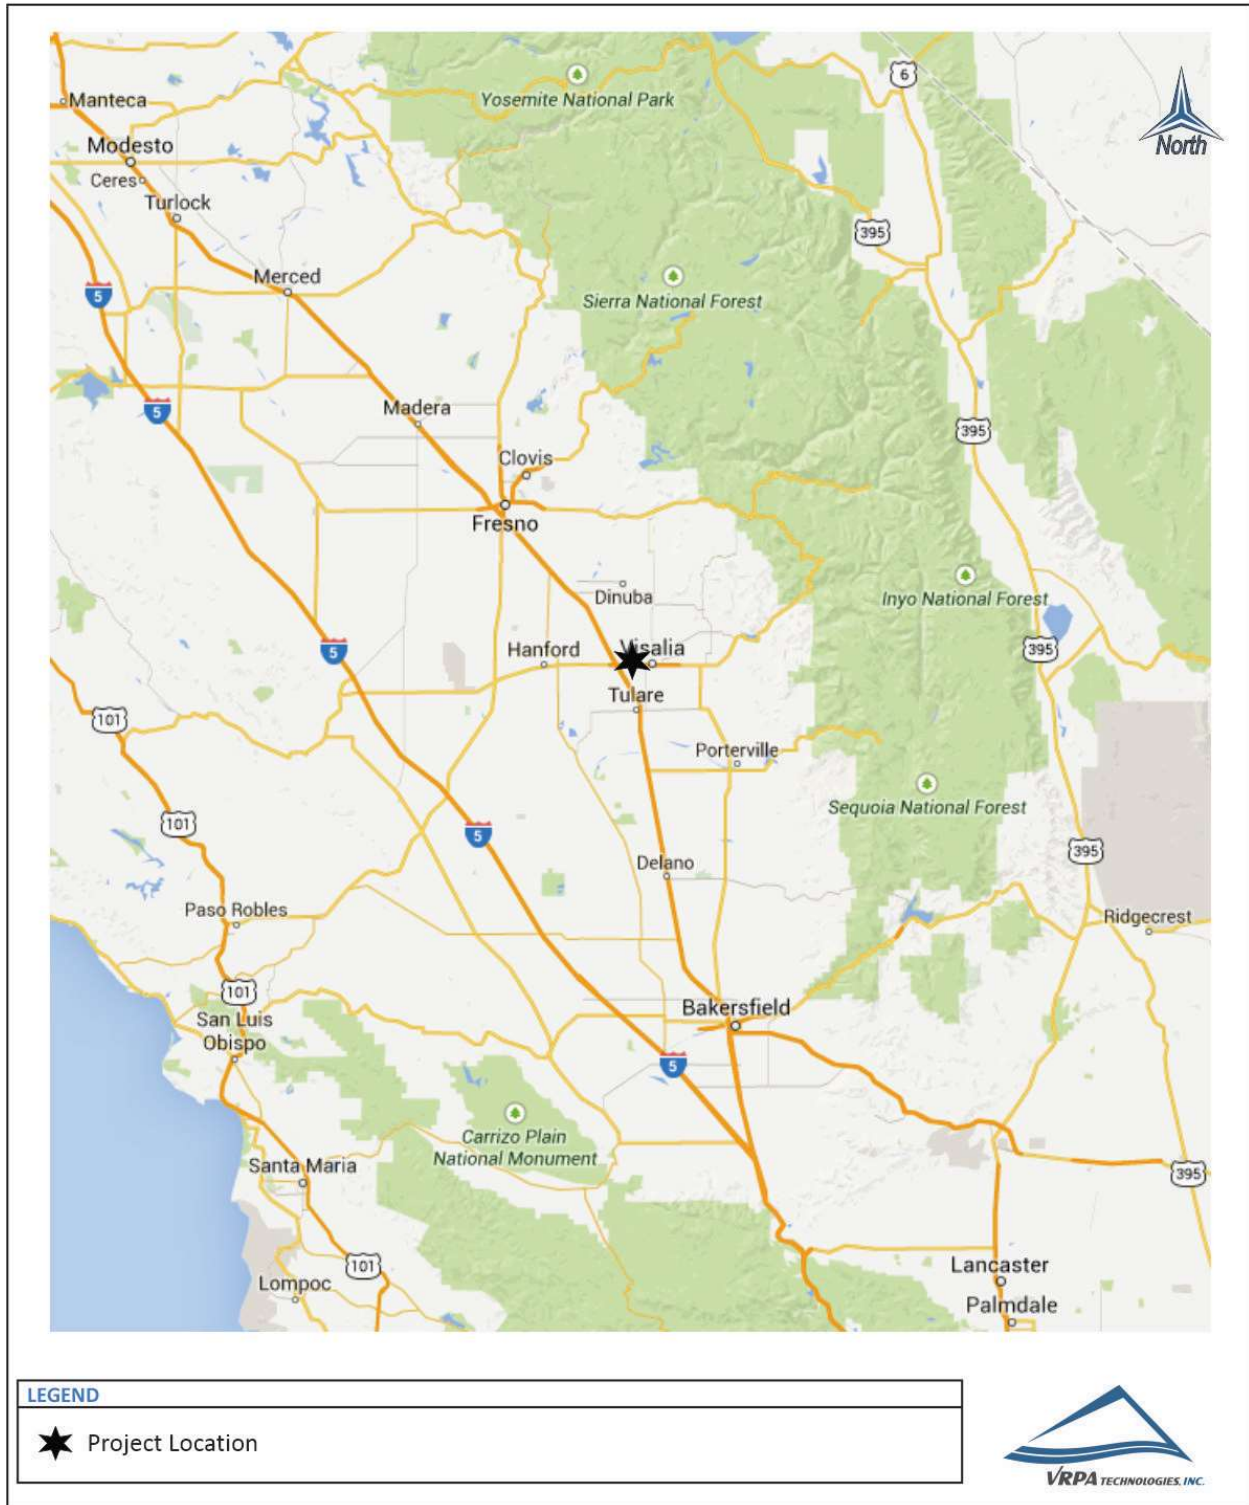 Yosemite National Park
6
Manteca
North
Modesto
Ceres
Turlock
395
Merced
5
Sierra National Forest
Madera
5
395
Clovis
Fresno
Inyo National Forest
Dinuba
Hanford
Visalia
5
395
Tulare
101
Porterville
Sequoia National Forest
101
5
395
Delano
Paso Robles
Ridgecrest
101
San Luis
Obispo
Bakersfield
5
Carrizo Plain
National Monument
Santa Maria
395
101
Lancaster
Lompoc
Palmdale
LEGEND
Project Location
VRPA TECHNOLOGIES, INC.